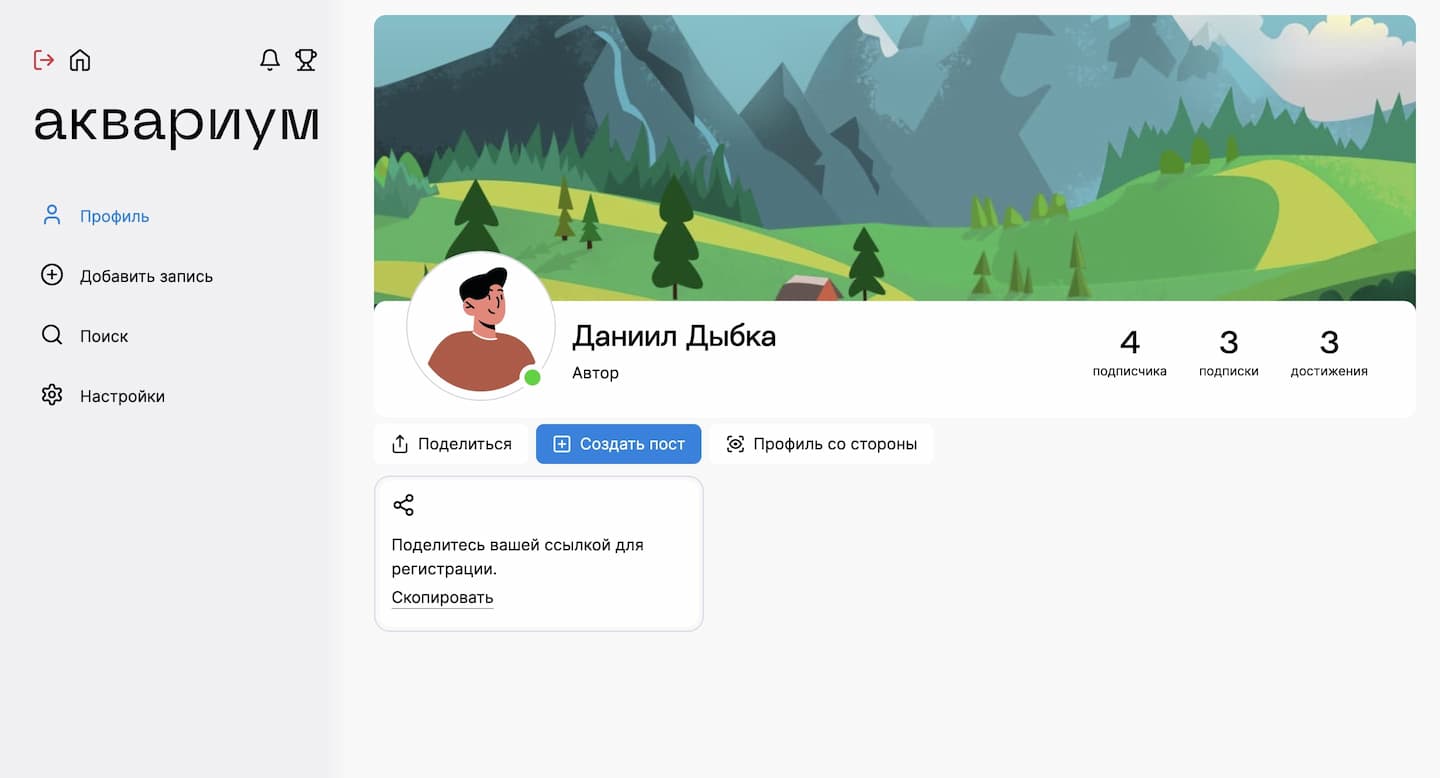 аквариум
Профиль
Добавить запись
Поиск
Настройки
Даниил Дыбка
Автор
4
подписчика
3
подписки
3
достижения
Поделиться
Создать пост
Профиль со стороны
Поделитесь вашей ссылкой для
регистрации.
Скопировать